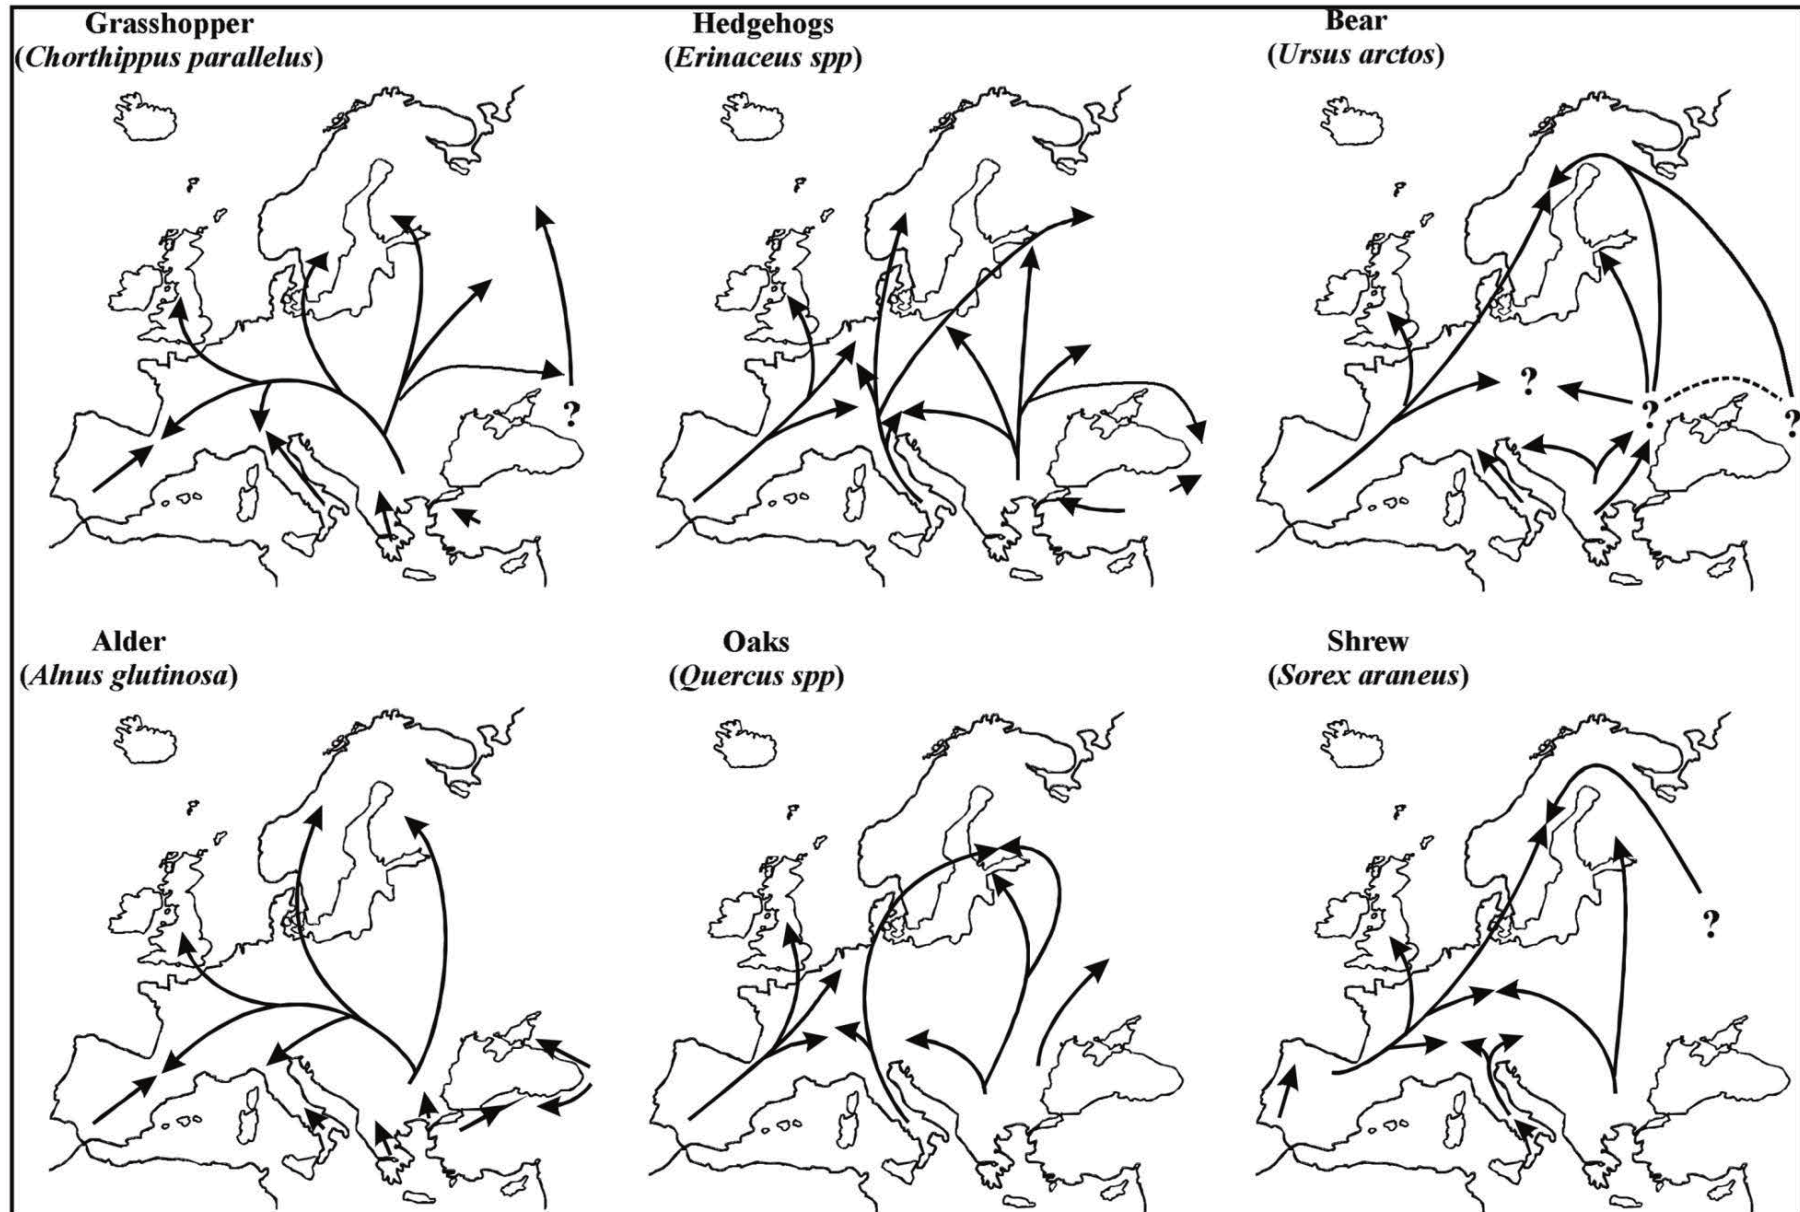 Grasshopper
(Chorthippus parallelus)
?
Hedgehogs
(Erinaceus spp)
Bear
(Ursus arctos)
?
?
?
Alder
(Alnus glutinosa)
Oaks
(Quercus spp)
Shrew
(Sorex araneus)
?